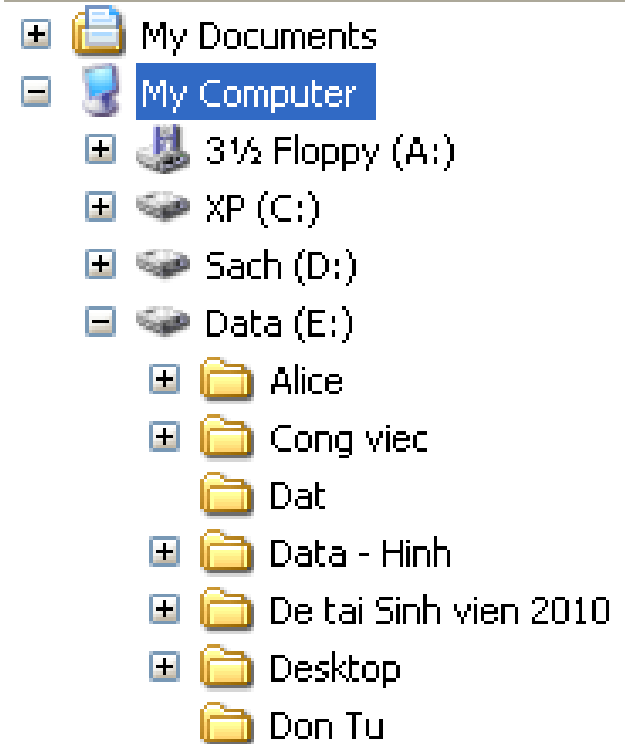 My Documents
My Computer
3½ Floppy (A:)
XP (C:)
Sach (D:)
Data (E:)
Alice
Cong viec
Dat
Data - Hinh
De tai Sinh vien 2010
Desktop
Don Tu